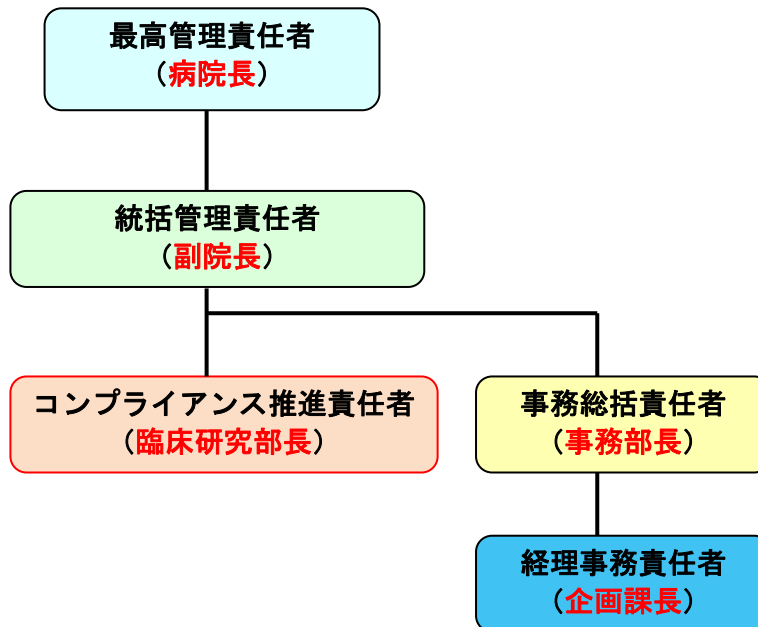 最高管理責任者
（病院長）
統括管理責任者
（副院長）
コンプライアンス推進責任者
（臨床研究部長）
事務総括責任者
（事務部長）
経理事務責任者
（企画課長）